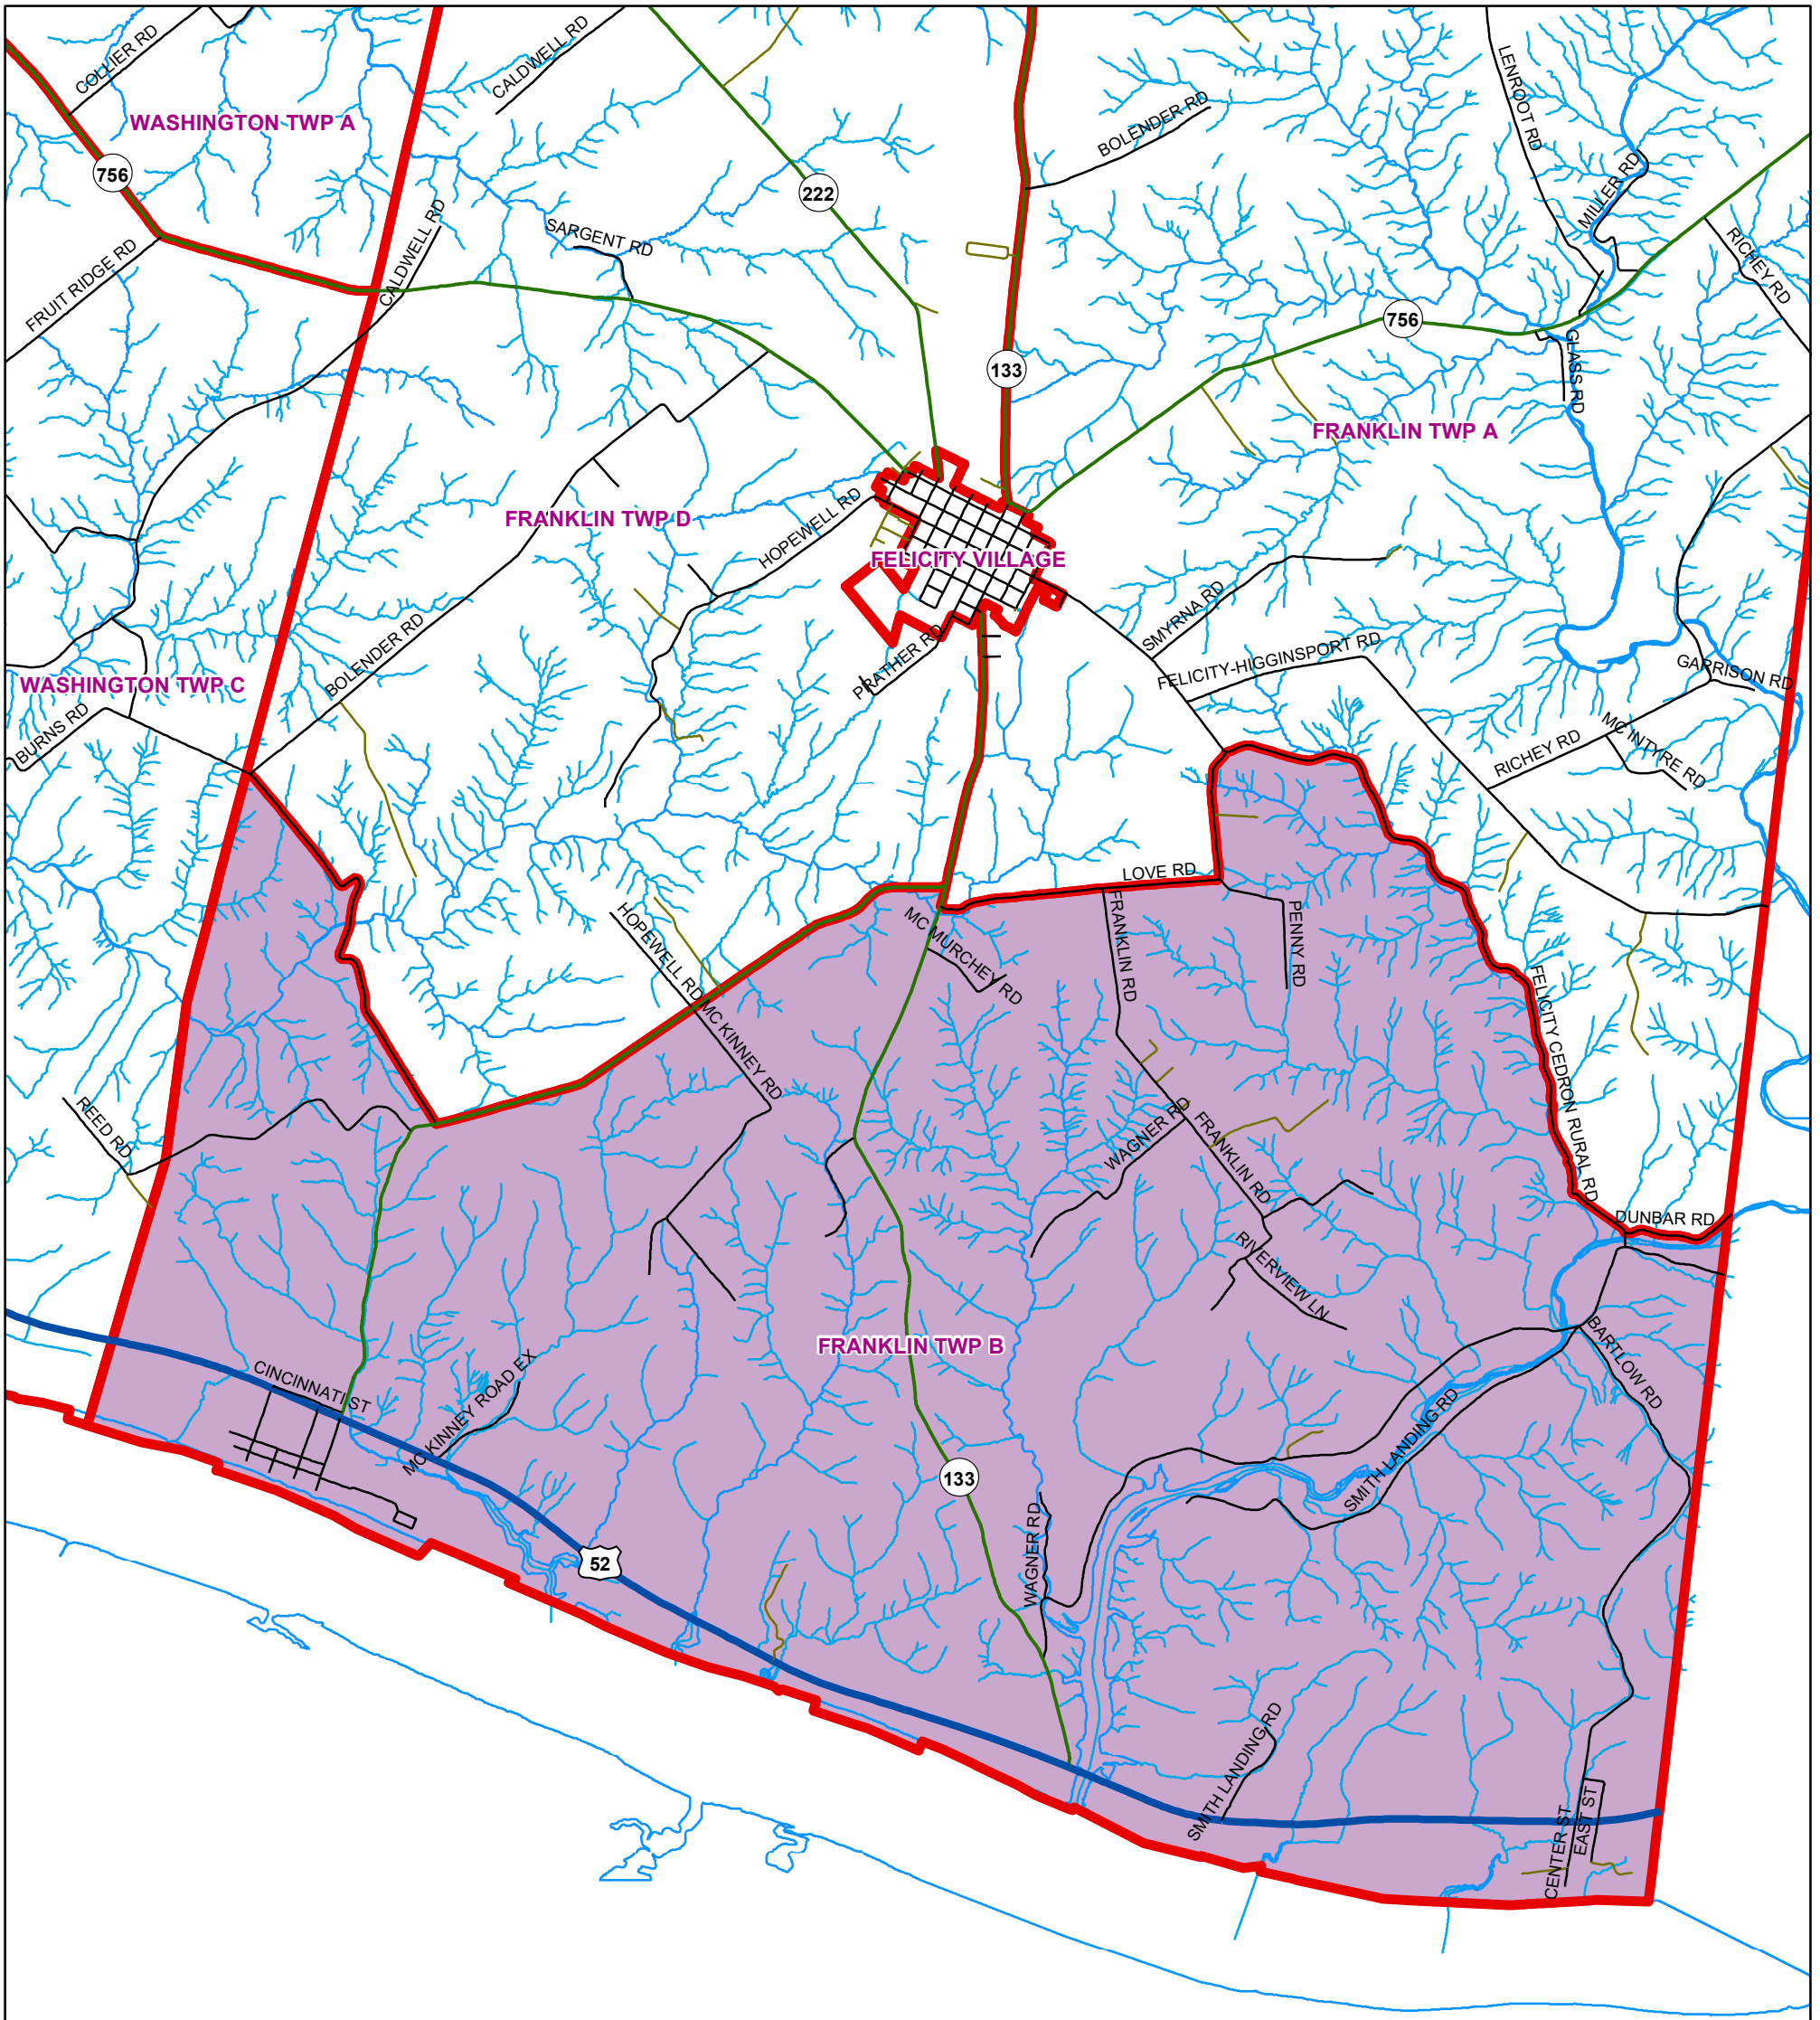 COLLIER RD
CALDWELL RD
WASHINGTON TWP A
756
222
BOLENDER RD
LENROOT RD
MILLER RD
RICHEY RD
FRUIT RIDGE RD
CALDWELL RD
SARGENT RD
133
756
GLASS RD
FRANKLIN TWP A
FRANKLIN TWP D
HOPEWELL RD
FELICITY VILLAGE
SMYRNA RD
BOLENDER RD
PRATHER RD
FELICITY-HIGGINSPORT RD
GARRISON RD
WASHINGTON TWP C
BURNS RD
RICHEY RD
MC INTYRE RD
LOVE RD
HOPEWELL RD
MC MURCHEY RD
FRANKLIN RD
PENNY RD
FELICITY CEDRON RURAL RD
MC KINNEY RD
REED RD
WAGNER RD
FRANKLIN RD
DUNBAR RD
RIVERVIEW LN
FRANKLIN TWP B
BARTLOW RD
CINCINNATI ST
MC KINNEY ROAD EX
SMITH LANDING RD
133
52
WAGNER RD
SMITH LANDING RD
CENTER ST
EAST ST